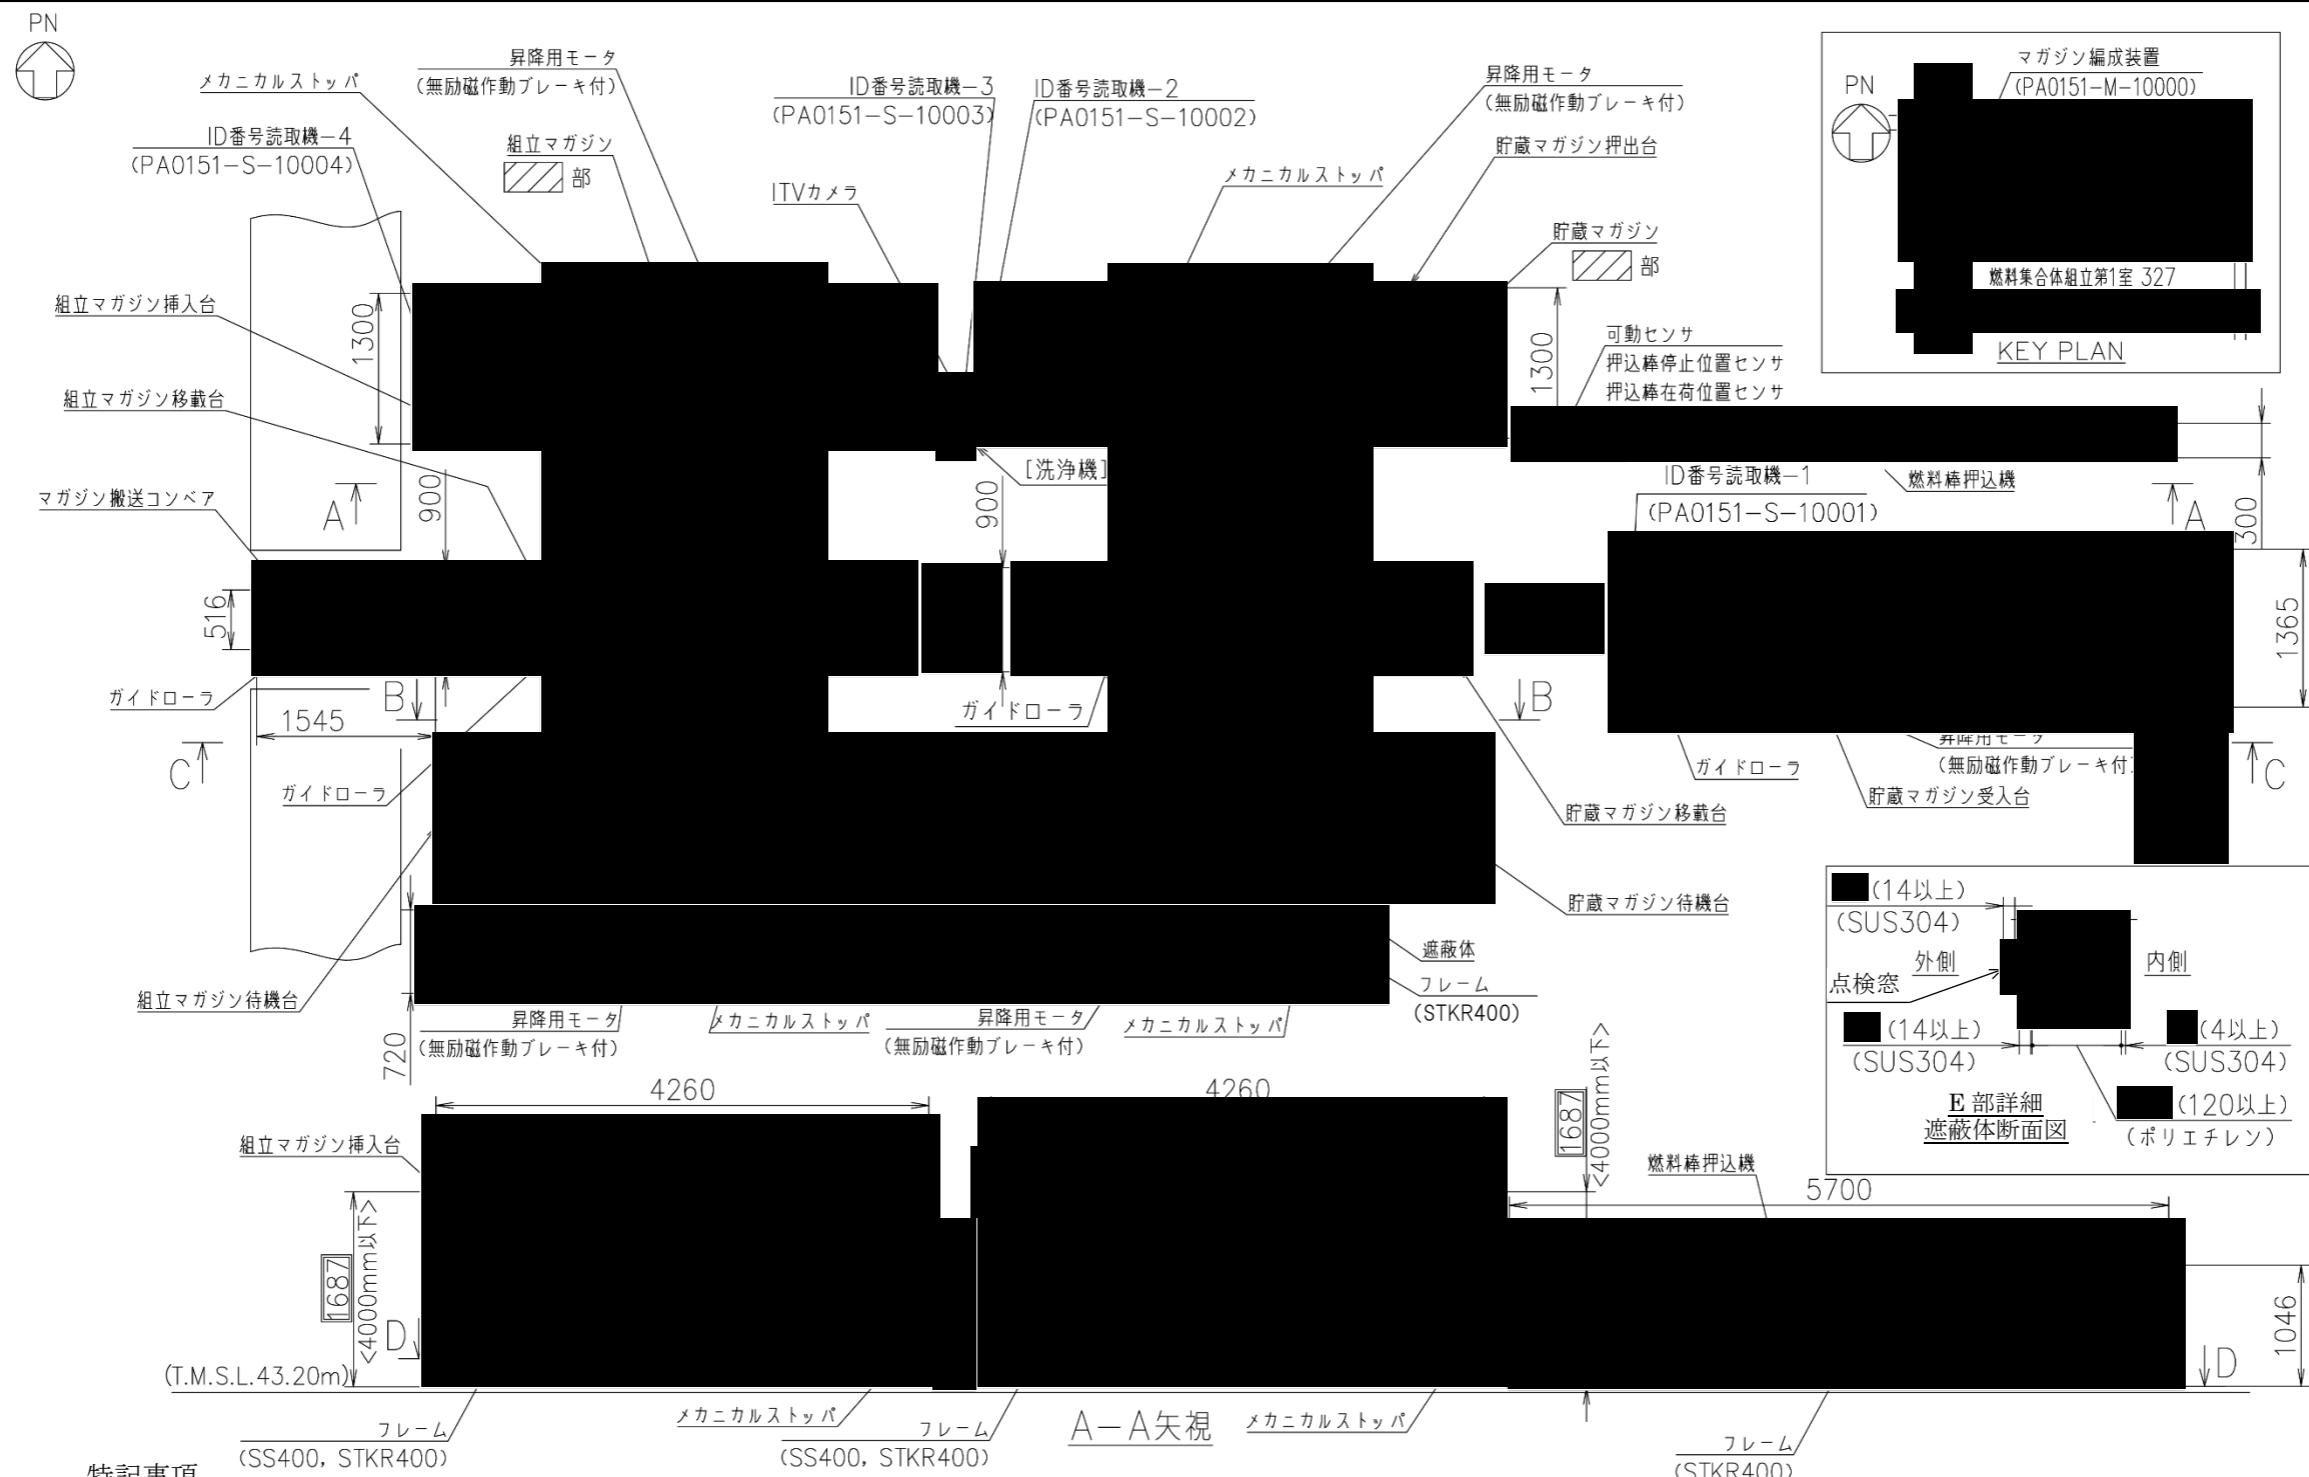 PN
メカニカルストッパ
昇降用モータ
(無励磁作動ブレーキ付)
ID番号読取機-3
(PA0151-S-10003)
ID番号読取機-2
(PA0151-S-10002)
昇降用モータ
(無励磁作動ブレーキ付)
マガジン編成装置
(PA0151-M-10000)
PN
燃料集合体組立第1室 327
KEY PLAN
ID番号読取機-4
(PA0151-S-10004)
組立マガジン
部
ITVカメラ
メカニカルストッパ
貯蔵マガジン押出台
貯蔵マガジン
部
組立マガジン挿入台
1300
1300
可動センサ
押込棒停止位置センサ
押込棒在荷位置センサ
組立マガジン移載台
[洗浄機]
ID番号読取機-1
(PA0151-S-10001)
燃料棒押込機
マガジン搬送コンベア
A
900
900
A
300
516
1365
ガイドローラ
B
1545
ガイドローラ
B
C
ガイドローラ
昇降用モータ
(無励磁作動ブレーキ付)
C
ガイドローラ
貯蔵マガジン移載台
貯蔵マガジン受入台
貯蔵マガジン待機台
(14以上)
(SUS304)
外側
内側
点検窓
(14以上)
(SUS304)
(4以上)
(SUS304)
E 部詳細
遮蔽体断面図
(120以上)
(ポリエチレン)
遮蔽体
フレーム
(STKR400)
組立マガジン待機台
720
昇降用モータ
(無励磁作動ブレーキ付)
メカニカルストッパ
昇降用モータ
(無励磁作動ブレーキ付)
メカニカルストッパ
4260
4260
1687
<4000mm以下>
組立マガジン挿入台
燃料棒押込機
5700
1687
<4000mm以下>
D
1046
D
(T.M.S.L.43.20m)
フレーム
(SS400, STKR400)
メカニカルストッパ
フレーム
(SS400, STKR400)
A-A矢視
メカニカルストッパ
フレーム
(STKR400)
特記事項